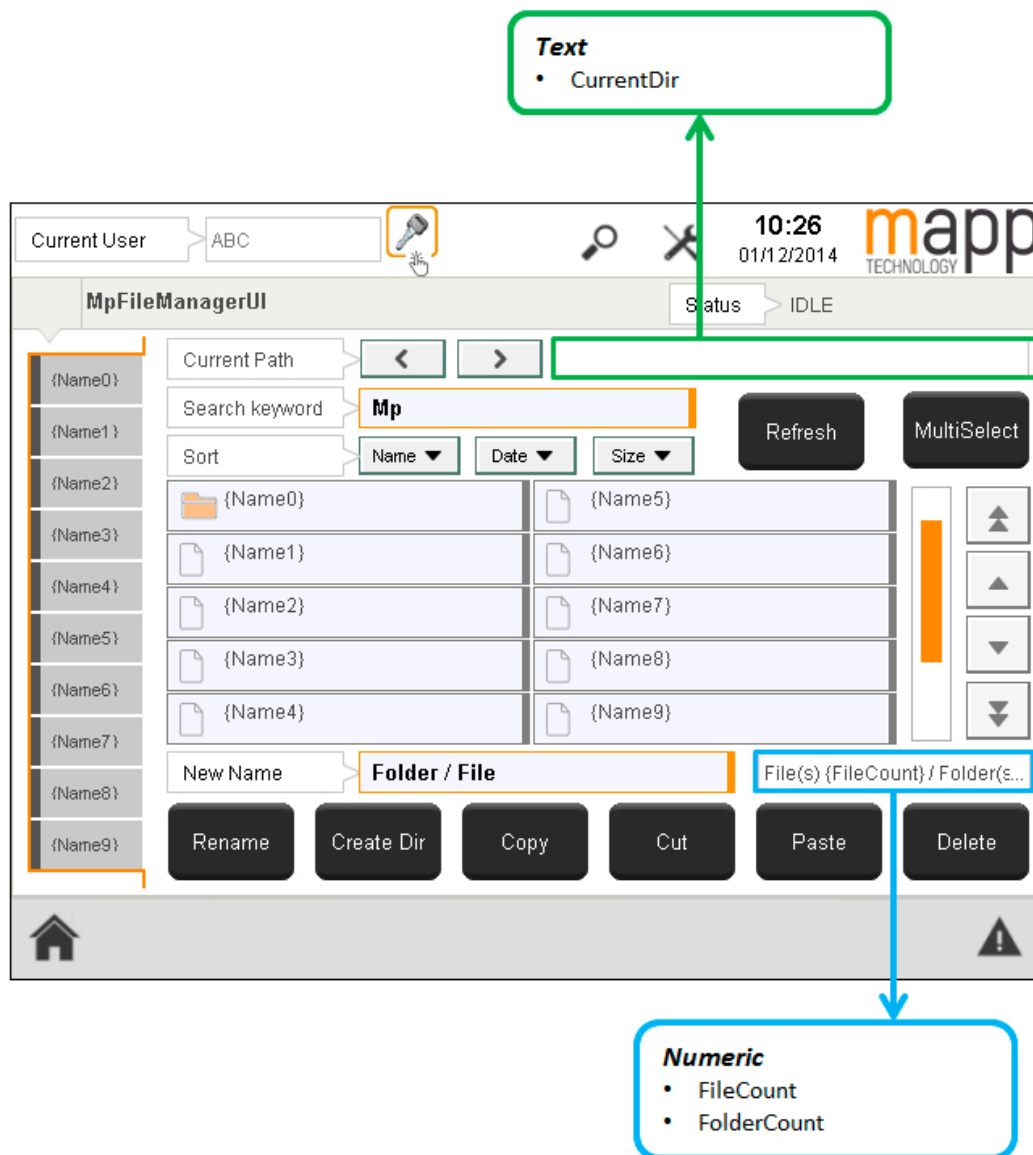 Text
• CurrentDir
Current User
ABC
10:26
01/12/2014
mapp
TECHNOLOGY
MpFileManagerUI
Status
IDLE
Current Path
Search keyword
Mp
Refresh
MultiSelect
Sort
Name ▼
Date ▼
Size ▼
{Name0}
{Name1}
{Name2}
{Name3}
{Name4}
{Name5}
{Name6}
{Name7}
{Name8}
{Name9}
{Name0}
{Name5}
{Name1}
{Name6}
{Name2}
{Name7}
{Name3}
{Name8}
{Name4}
{Name9}
New Name
Folder / File
File(s) {FileCount} / Folder(s...
Rename
Create Dir
Copy
Cut
Paste
Delete
Numeric
• FileCount
• FolderCount